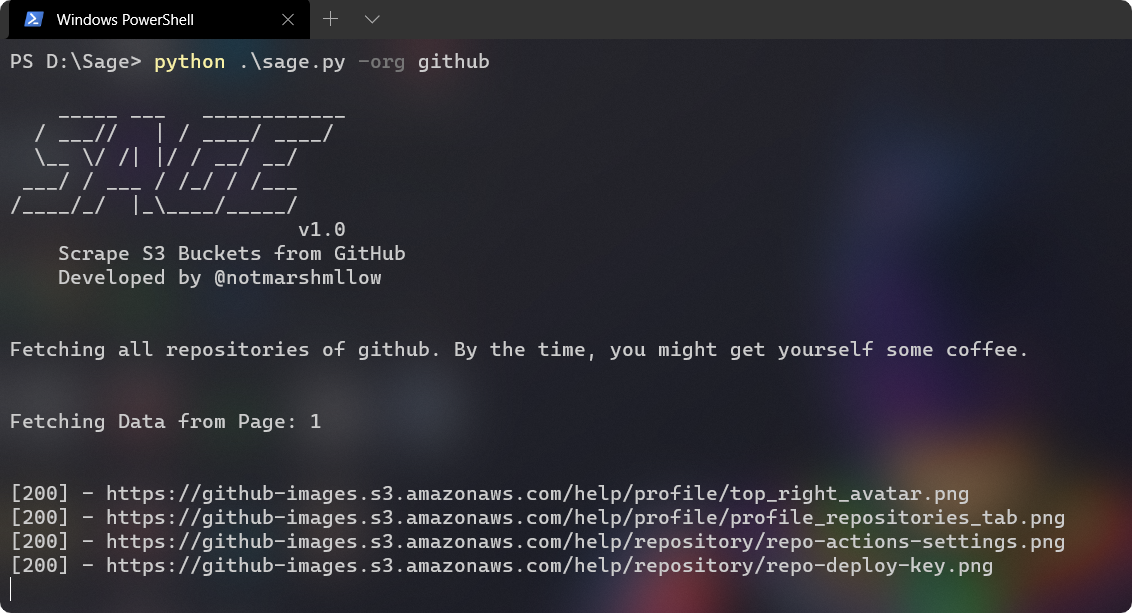 Windows PowerShell
PS D:\Sage> python .\sage.py -org github
    _____ ___   ____________
  / ___//   | / ____/ ____/
  \__ \/ /| |/ / __/ __/
 ___/ / ___ / /_/ / /___
/____/_/  |_\____/_____/
                        v1.0
    Scrape S3 Buckets from GitHub
    Developed by @notmarshmllow
Fetching all repositories of github. By the time, you might get yourself some coffee.
Fetching Data from Page: 1
[200] - https://github-images.s3.amazonaws.com/help/profile/top_right_avatar.png
[200] - https://github-images.s3.amazonaws.com/help/profile/profile_repositories_tab.png
[200] - https://github-images.s3.amazonaws.com/help/repository/repo-actions-settings.png
[200] - https://github-images.s3.amazonaws.com/help/repository/repo-deploy-key.png